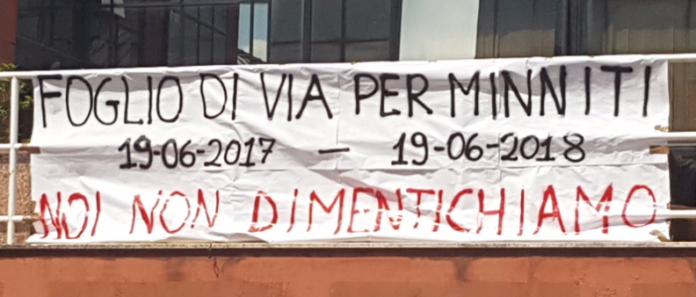 FOGLIO DI VIA PER MINNITI
19-06-2017 — 19-06-2018
NOI NON DIMENTICHIAMO